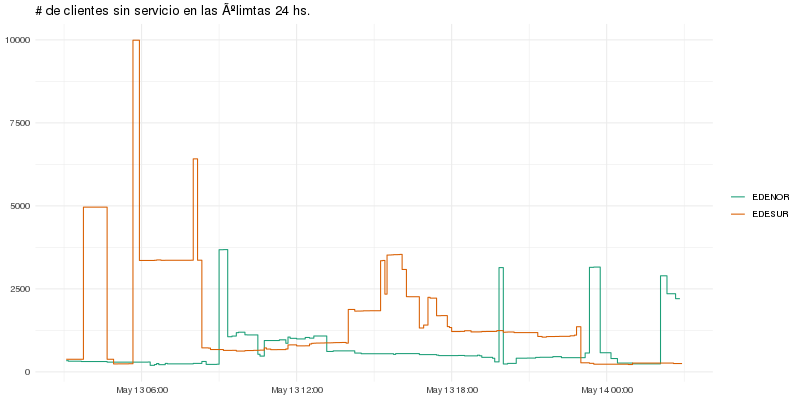 # de clientes sin servicio en las Ãºlimtas 24 hs.
10000
7500
5000
2500
0
May 13 06:00
May 13 12:00
May 13 18:00
May 14 00:00
EDENOR
EDESUR